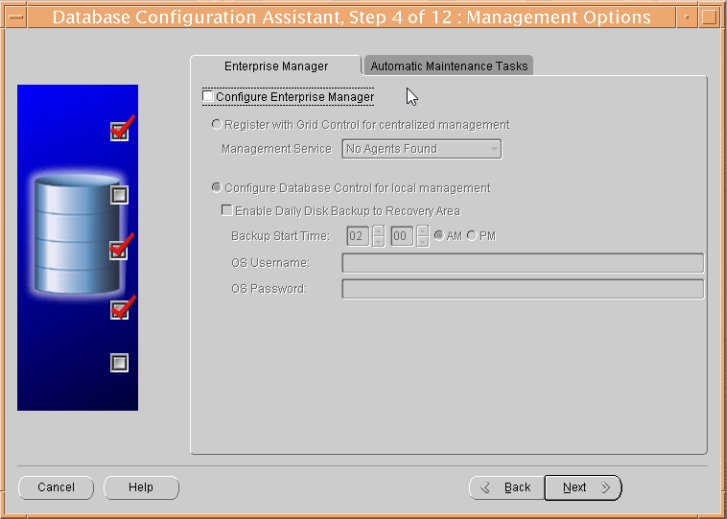 Database Configuration Assistant, Step 4 of 12 : Management Options
Enterprise Manager
Automatic Maintenance Tasks
Configure Enterprise Manager
Register with Grid Control for centralized management
Management Service No Agents Found
Configure Database Control for local management
Enable Daily Disk Backup to Recovery Area
Backup Start Time: 02 00 AM PM
OS Username:
OS Password:
Cancel Help Back Next